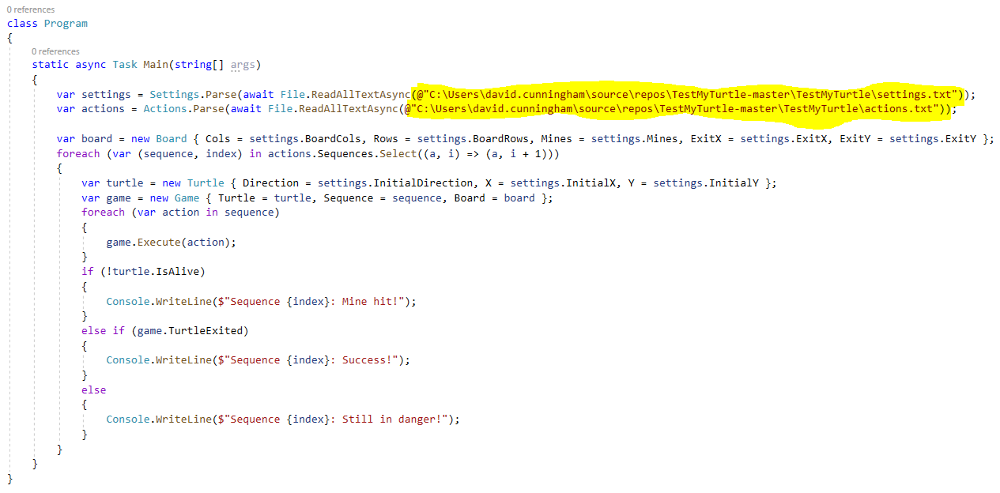 0 references
class Program
{
0 references
static async Task Main(string[] args)
{
var settings = Settings.Parse(await File.ReadAllTextAsync(@"C:\Users\david.cunningham\source\repos\TestMyTurtle-master\TestMyTurtle\settings.txt"));
var actions = Actions.Parse(await File.ReadAllTextAsync(@"C:\Users\david.cunningham\source\repos\TestMyTurtle-master\TestMyTurtle\actions.txt"));
var board = new Board { Cols = settings.BoardCols, Rows = settings.BoardRows, Mines = settings.Mines, ExitX = settings.ExitX, ExitY = settings.ExitY };
foreach (var (sequence, index) in actions.Sequences.Select((a, i) => (a, i + 1)))
{
var turtle = new Turtle { Direction = settings.InitialDirection, X = settings.InitialX, Y = settings.InitialY };
var game = new Game { Turtle = turtle, Sequence = sequence, Board = board };
foreach (var action in sequence)
{
game.Execute(action);
}
if (!turtle.IsAlive)
{
Console.WriteLine($"Sequence {index}: Mine hit!");
}
else if (game.TurtleExited)
{
Console.WriteLine($"Sequence {index}: Success!");
}
else
{
Console.WriteLine($"Sequence {index}: Still in danger!");
}
}
}
}